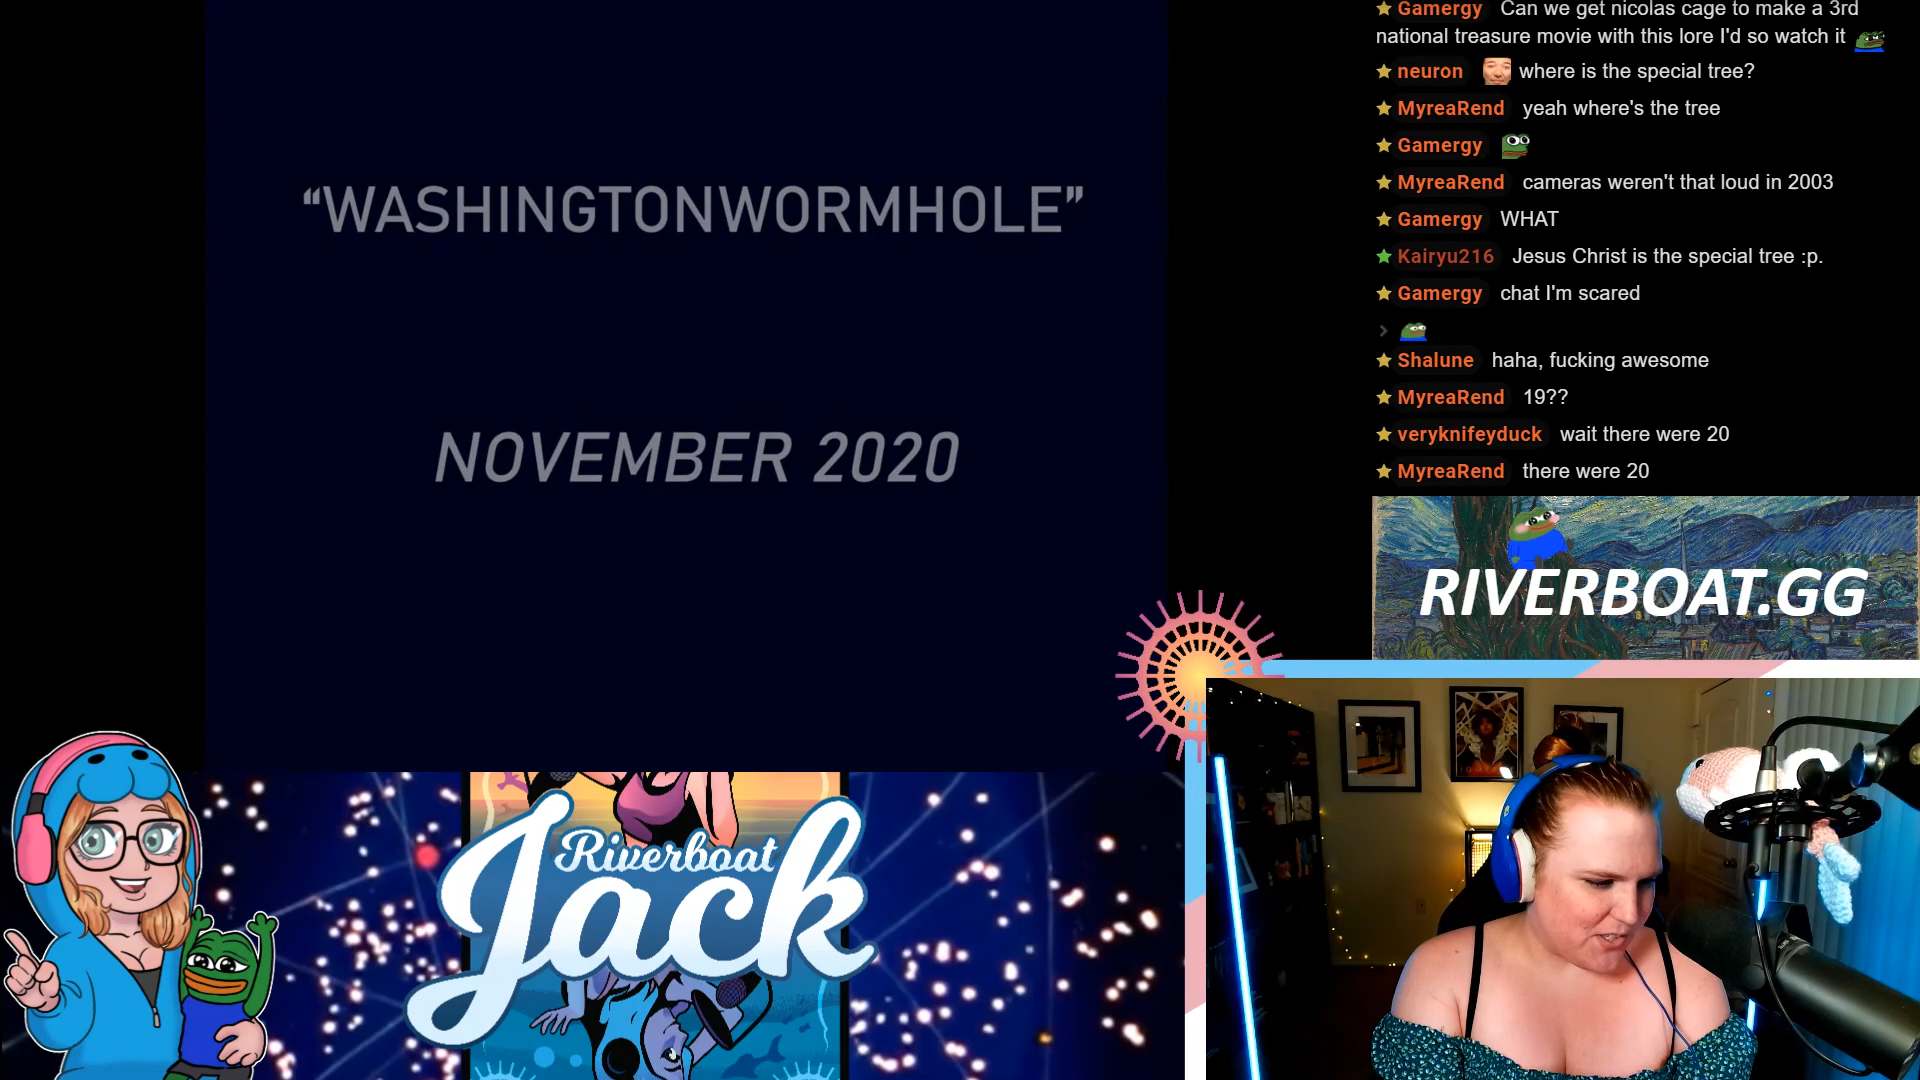 “WASHINGTONWORMHOLE”
NOVEMBER 2020
Gamergy Can we get nicolas cage to make a 3rd
national treasure movie with this lore I'd so watch it
neuron where is the special tree?
MyreaRend yeah where's the tree
Gamergy
MyreaRend cameras weren't that loud in 2003
Gamergy WHAT
Kairyu216 Jesus Christ is the special tree :p.
Gamergy chat I'm scared
>
Shalune haha, fucking awesome
MyreaRend 19??
veryknifeyduck wait there were 20
MyreaRend there were 20
RIVERBOAT.GG
Riverboat
Jack